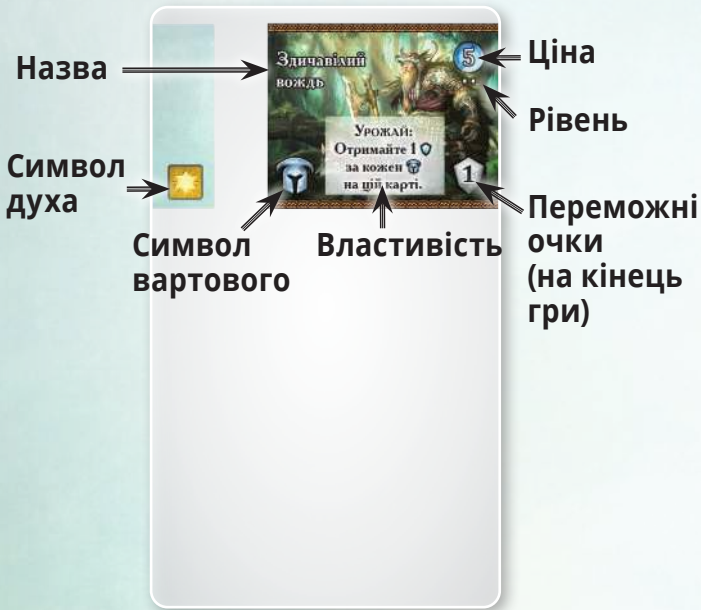 Назва
Здичавілий
вождь
5
Ціна
Рівень
Урожай:
Отримайте 1
за кожен
на цій карті.
1
Символ
духа
Символ
вартового
Властивість
Переможні
очки
(на кінець
гри)